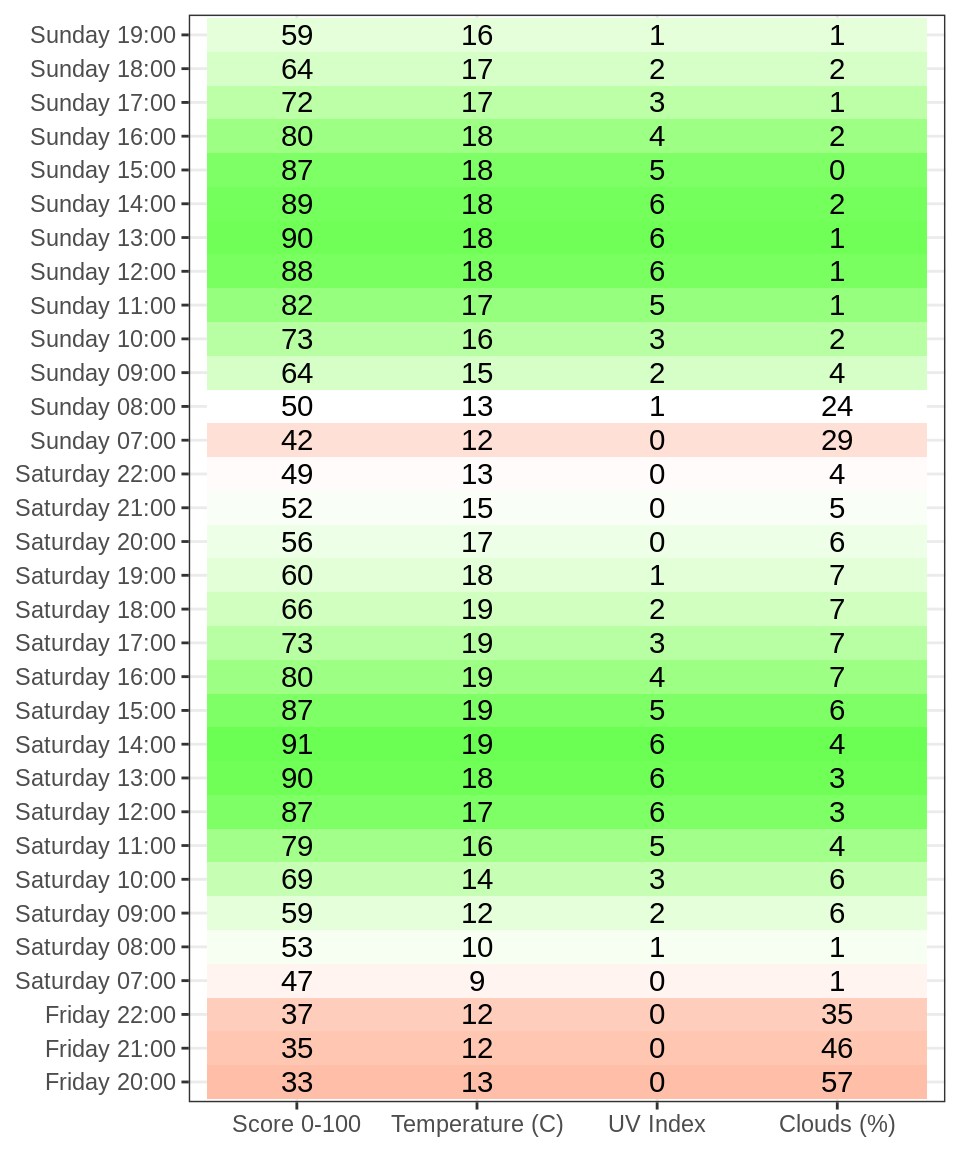 Sunday 19:00 59 16 1 1
Sunday 18:00 64 17 2 2
Sunday 17:00 72 17 3 1
Sunday 16:00 80 18 4 2
Sunday 15:00 87 18 5 0
Sunday 14:00 89 18 6 2
Sunday 13:00 90 18 6 1
Sunday 12:00 88 18 6 1
Sunday 11:00 82 17 5 1
Sunday 10:00 73 16 3 2
Sunday 09:00 64 15 2 4
Sunday 08:00 50 13 1 24
Sunday 07:00 42 12 0 29
Saturday 22:00 49 13 0 4
Saturday 21:00 52 15 0 5
Saturday 20:00 56 17 0 6
Saturday 19:00 60 18 1 7
Saturday 18:00 66 19 2 7
Saturday 17:00 73 19 3 7
Saturday 16:00 80 19 4 7
Saturday 15:00 87 19 5 6
Saturday 14:00 91 19 6 4
Saturday 13:00 90 18 6 3
Saturday 12:00 87 17 6 3
Saturday 11:00 79 16 5 4
Saturday 10:00 69 14 3 6
Saturday 09:00 59 12 2 6
Saturday 08:00 53 10 1 1
Saturday 07:00 47 9 0 1
Friday 22:00 37 12 0 35
Friday 21:00 35 12 0 46
Friday 20:00 33 13 0 57
Score 0-100 Temperature (C) UV Index Clouds (%)